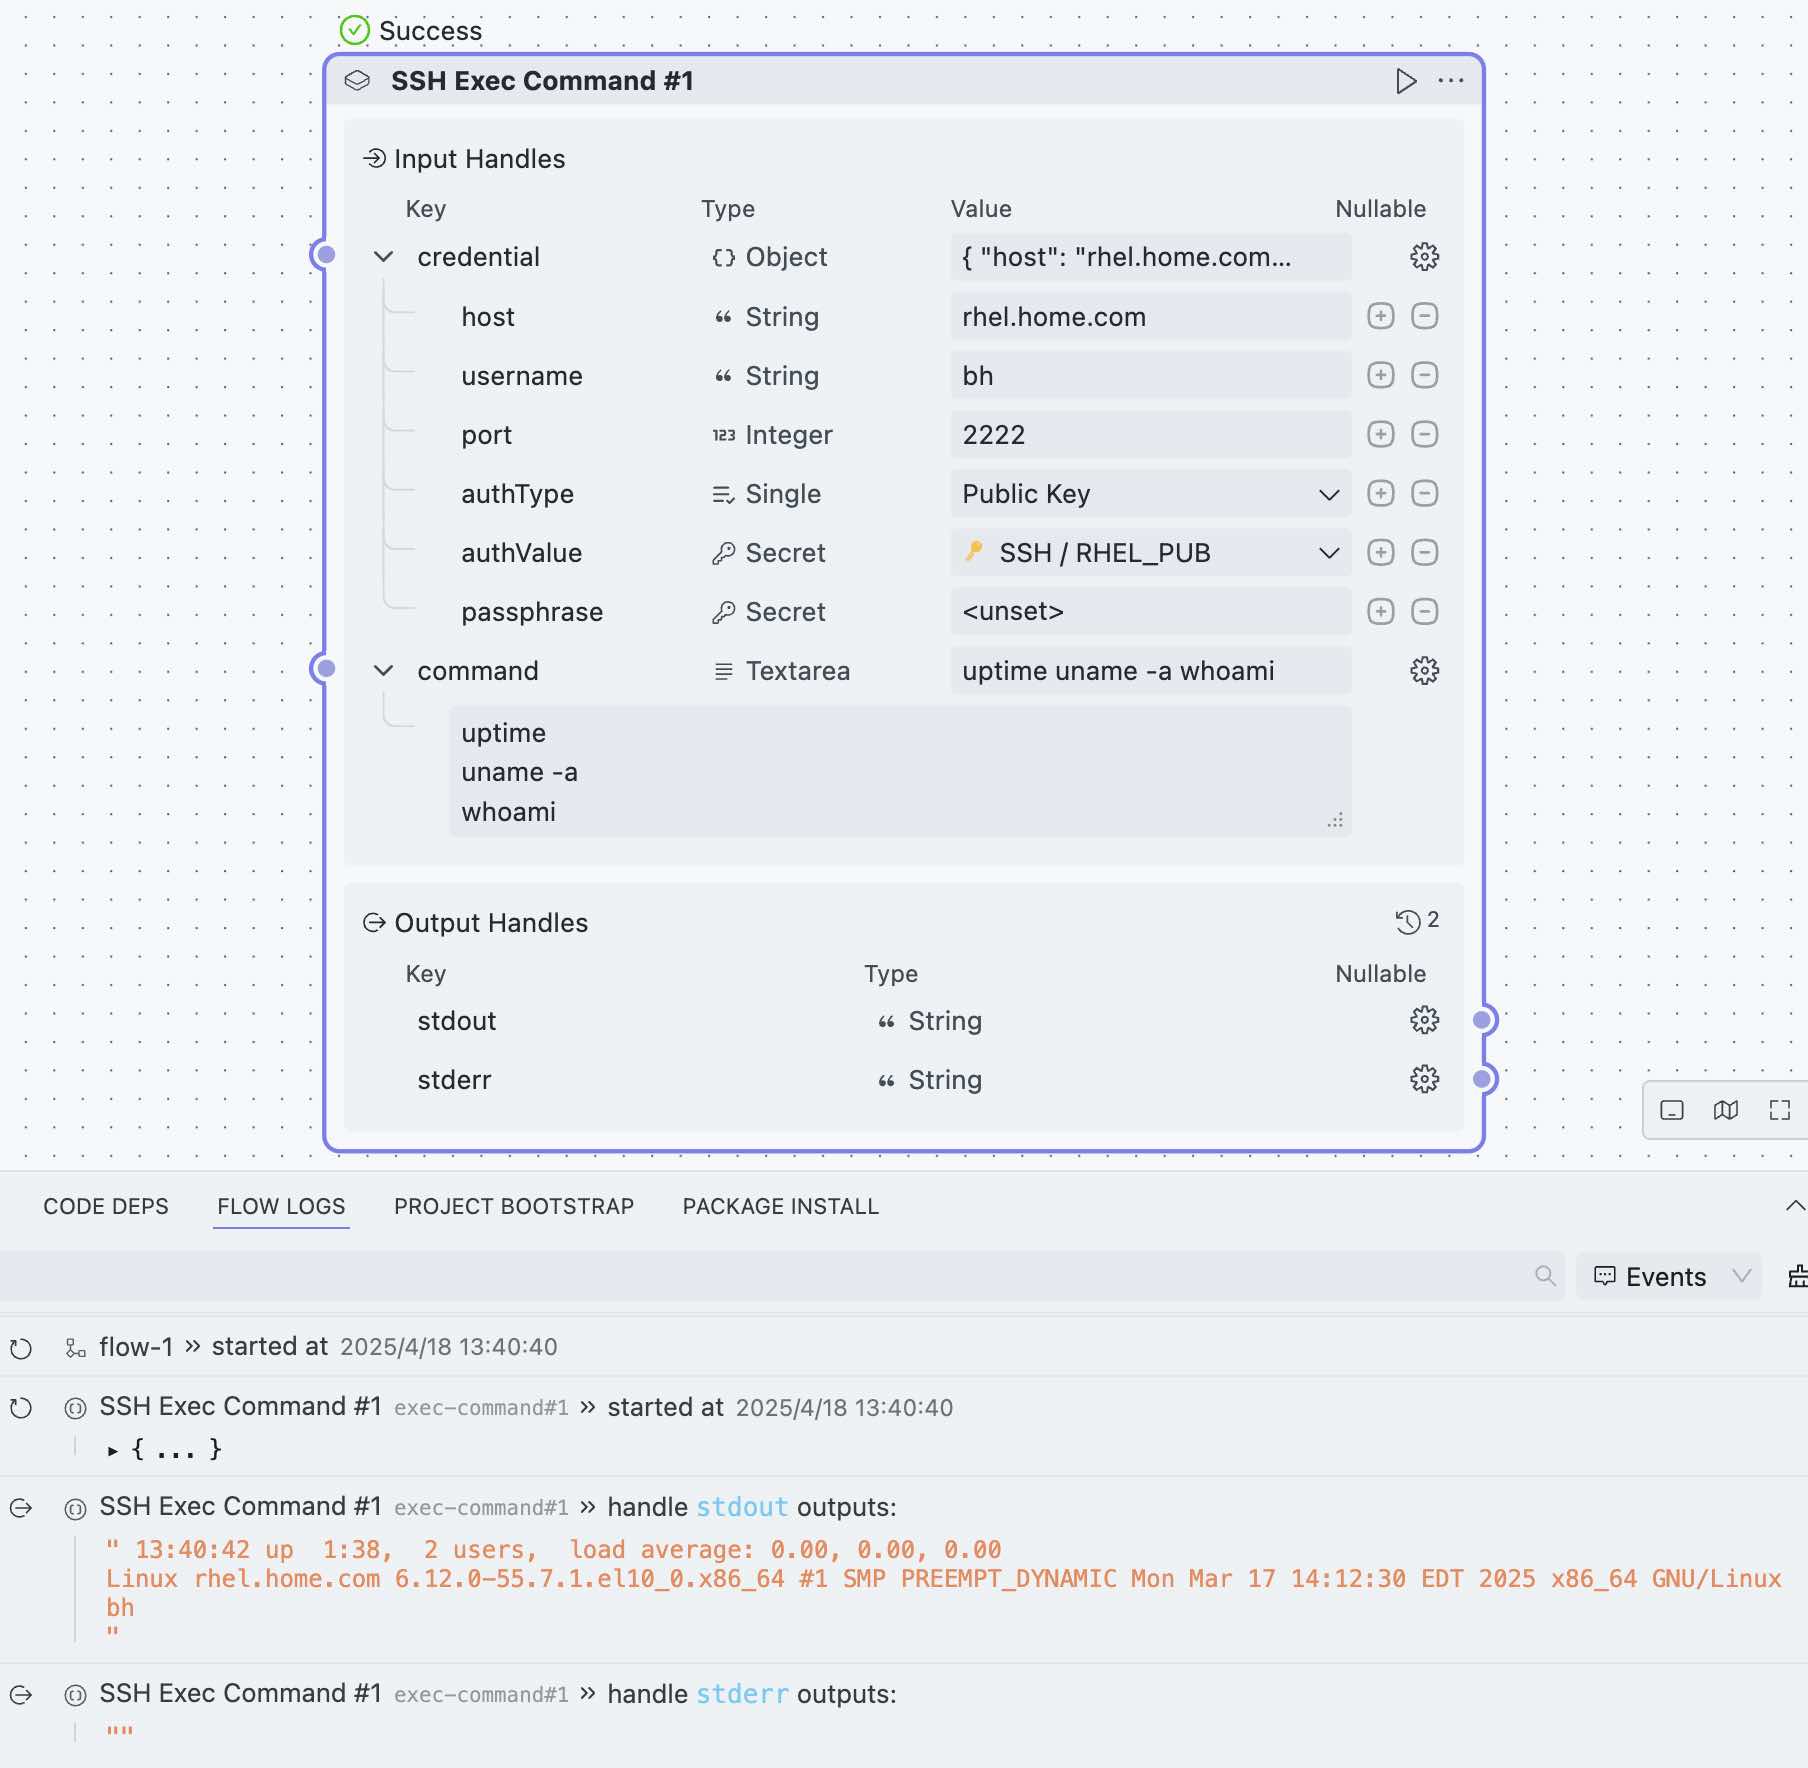 Success
SSH Exec Command #1
Input Handles
Key Type Value Nullable
credential {} Object { "host": "rhel.home.com...
host “ String rhel.home.com
username “ String bh
port 123 Integer 2222
authType Single Public Key
authValue Secret SSH / RHEL_PUB
passphrase Secret <unset>
command Textarea uptime uname -a whoami
uptime
uname -a
whoami
Output Handles 2
Key Type Nullable
stdout “ String
stderr “ String
CODE DEPS FLOW LOGS PROJECT BOOTSTRAP PACKAGE INSTALL
Events
flow-1 » started at 2025/4/18 13:40:40
SSH Exec Command #1 exec-command#1 » started at 2025/4/18 13:40:40
▸ { ... }
SSH Exec Command #1 exec-command#1 » handle stdout outputs:
" 13:40:42 up  1:38,  2 users,  load average: 0.00, 0.00, 0.00
Linux rhel.home.com 6.12.0-55.7.1.el10_0.x86_64 #1 SMP PREEMPT_DYNAMIC Mon Mar 17 14:12:30 EDT 2025 x86_64 GNU/Linux
bh
"
SSH Exec Command #1 exec-command#1 » handle stderr outputs:
""